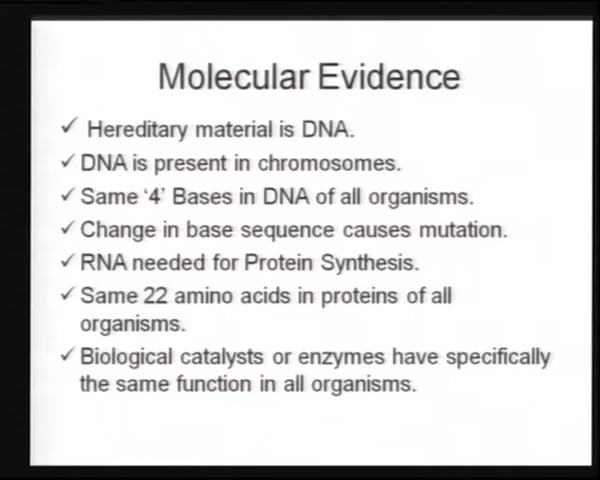 Molecular Evidence
✓ Hereditary material is DNA.
✓ DNA is present in chromosomes.
✓ Same ‘4’ Bases in DNA of all organisms.
✓ Change in base sequence causes mutation.
✓ RNA needed for Protein Synthesis.
✓ Same 22 amino acids in proteins of all
organisms.
✓ Biological catalysts or enzymes have specifically
the same function in all organisms.